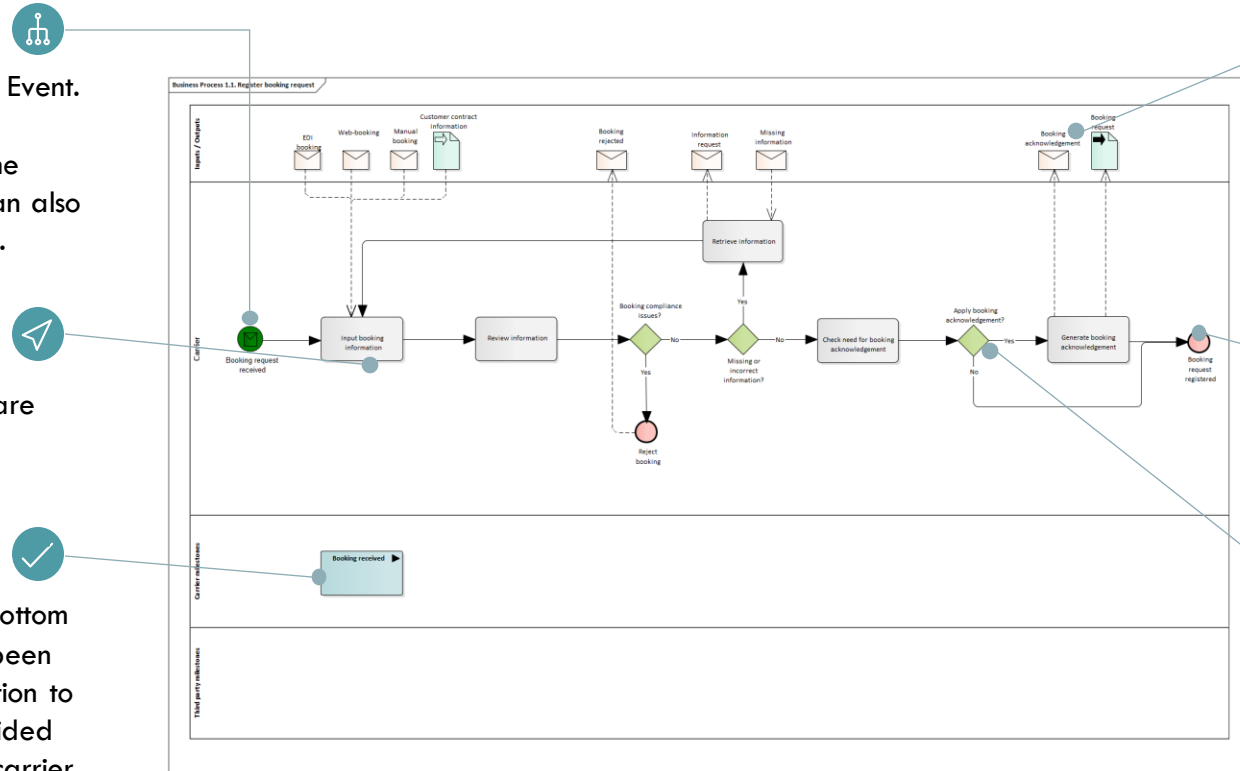 Event.
ne
an also
.
are
ottom
been
tion to
ided
carrier
Business Process 1.1. Register booking request
Inputs / Outputs
EDI
booking
Web-booking
Manual
booking
Customer contract
information
Booking
rejected
Information
request
Missing
information
Booking
acknowledgement
Booking
request
Carrier
Booking request
received
Input booking
information
Review information
Retrieve information
Booking compliance
issues?
No
Yes
Reject
booking
Yes
Missing or
incorrect
information?
No
Check need for booking
acknowledgement
Apply booking
acknowledgement?
Yes
No
Generate booking
acknowledgement
Booking
request
registered
Carrier milestones
Booking received
Third party milestones